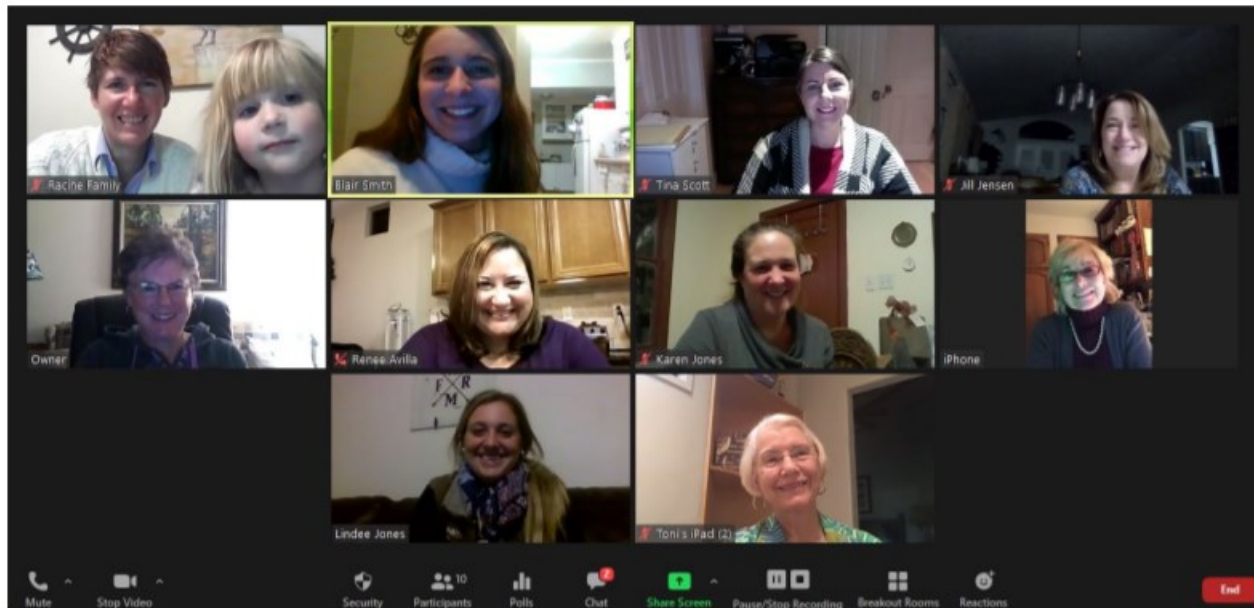 Racine Family
Blair Smith
Tina Scott
Jill Jensen
Owner
Renee Avilla
Karen Jones
iPhone
F R
M
Lindee Jones
Toni's iPad (2)
Mute
Stop Video
Security
10
Participants
Polls
2
Chat
Share Screen
Pause/Stop Recording
Breakout Rooms
Reactions
End